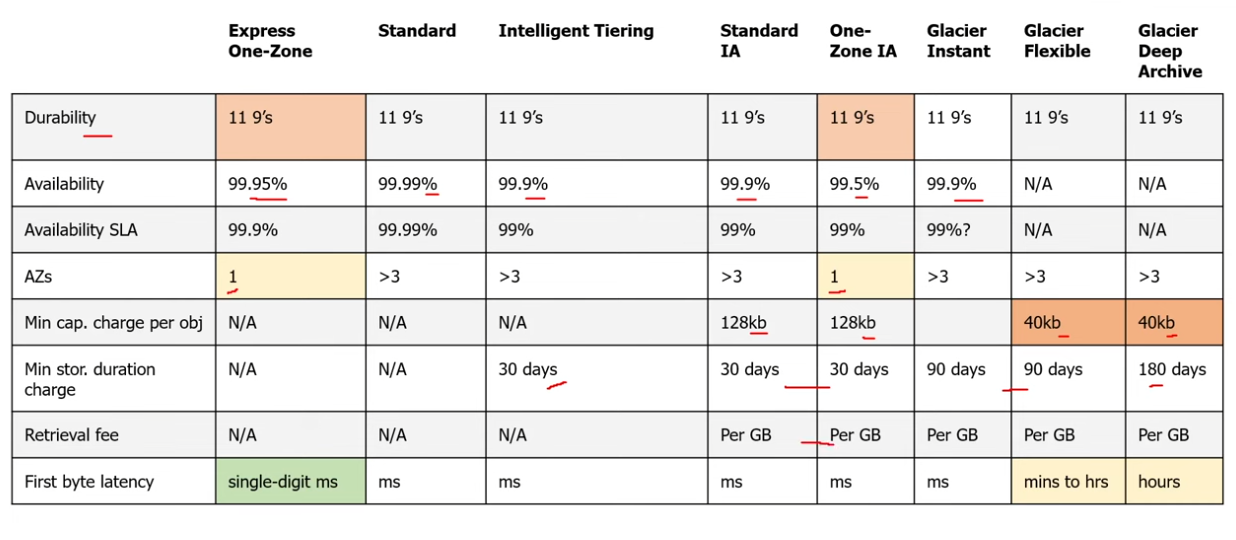 Express One-Zone Standard Intelligent Tiering Standard IA One-Zone IA Glacier Instant Glacier Flexible Glacier Deep Archive
Durability 11 9’s 11 9’s 11 9’s 11 9’s 11 9’s 11 9’s 11 9’s 11 9’s
Availability 99.95% 99.99% 99.9% 99.9% 99.5% 99.9% N/A N/A
Availability SLA 99.9% 99.99% 99% 99% 99% 99%? N/A N/A
AZs 1 >3 >3 >3 1 >3 >3 >3
Min cap. charge per obj N/A N/A N/A 128kb 128kb 40kb 40kb
Min stor. duration charge N/A N/A 30 days 30 days 30 days 90 days 90 days 180 days
Retrieval fee N/A N/A N/A Per GB Per GB Per GB Per GB Per GB
First byte latency single-digit ms ms ms ms ms ms mins to hrs hours